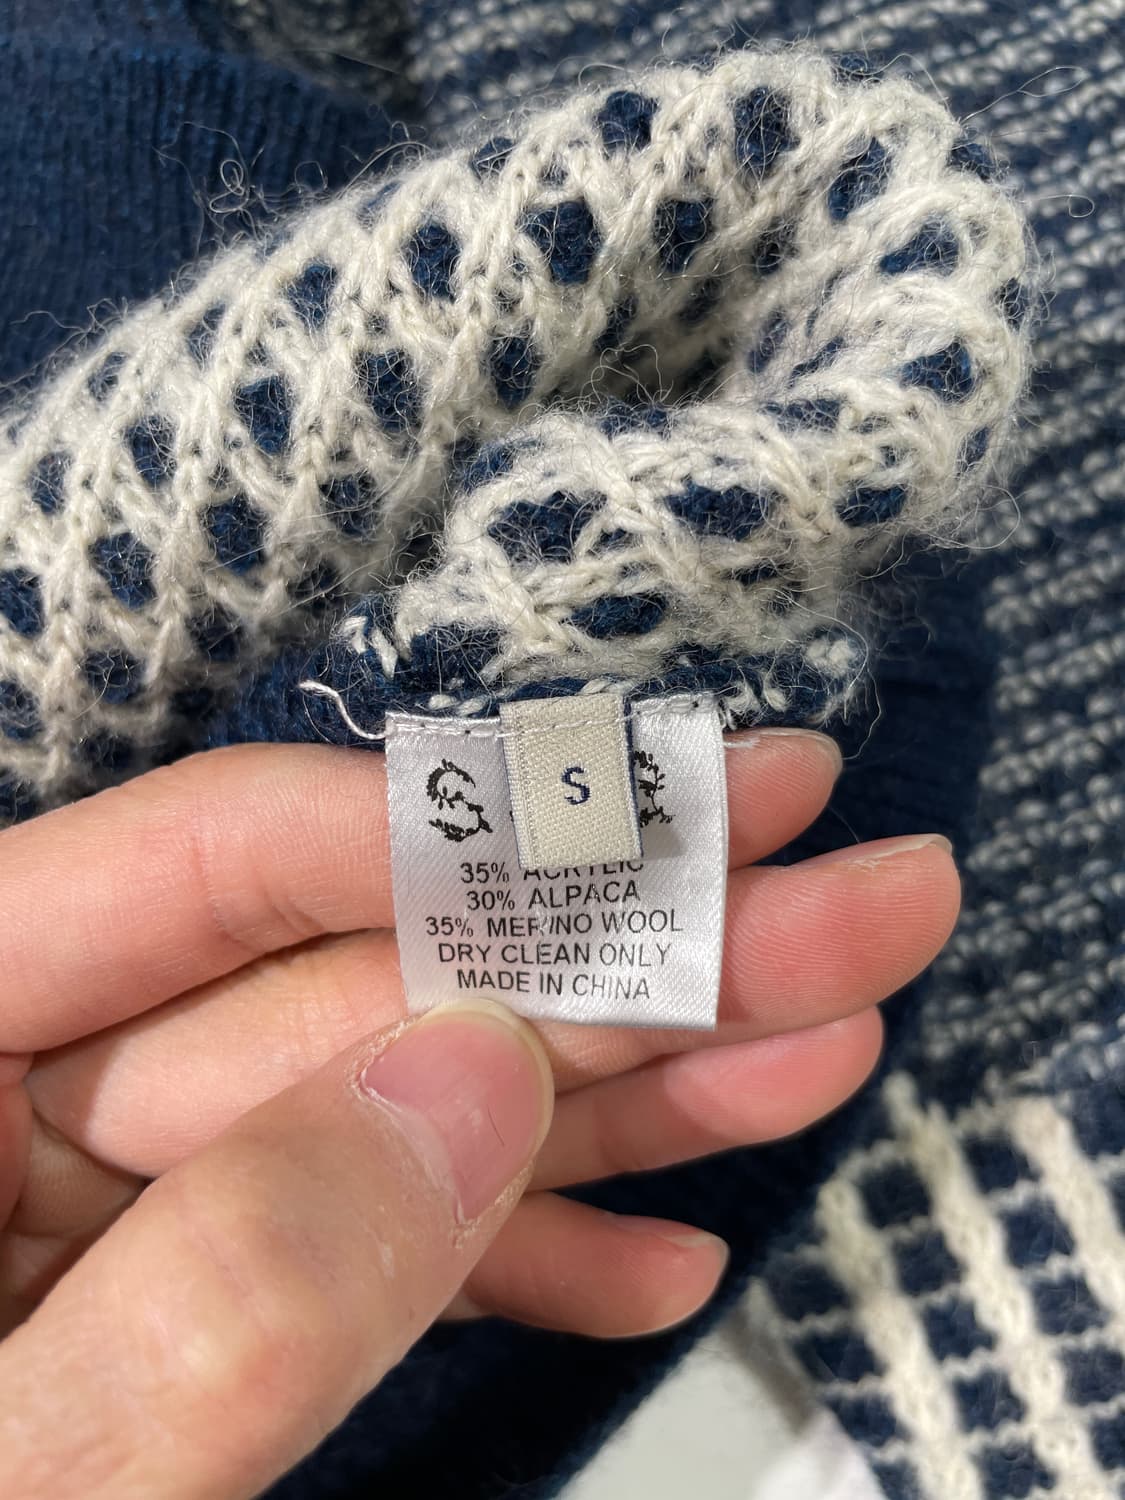 S
S
35% ACRYLIC
30% ALPACA
35% MERINO WOOL
DRY CLEAN ONLY
MADE IN CHINA